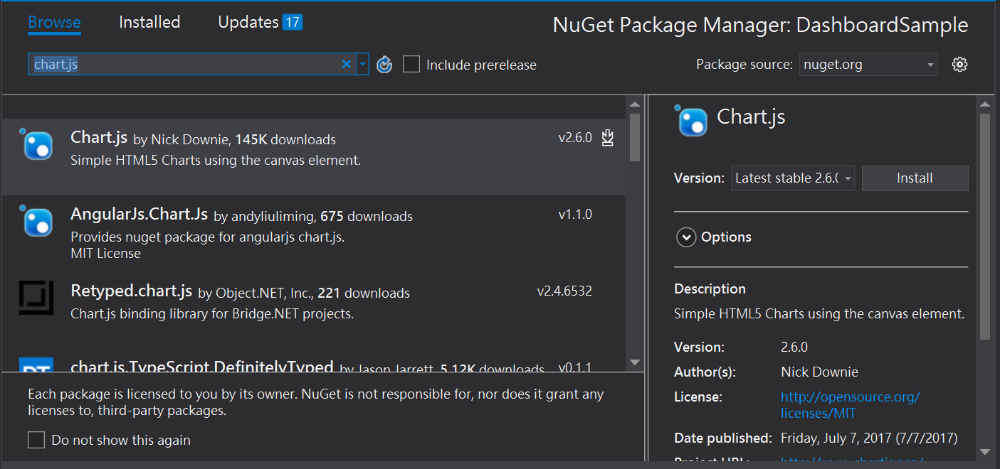 Browse Installed Updates 17
NuGet Package Manager: DashboardSample
chart.js
Include prerelease
Package source: nuget.org
Chart.js by Nick Downie, 145K downloads v2.6.0
Simple HTML5 Charts using the canvas element.
AngularJs.Chart.Js by andyliuliming, 675 downloads v1.1.0
Provides nuget package for angularjs chart.js.
MIT License
Retyped.chart.js by Object.NET, Inc., 221 downloads v2.4.6532
Chart.js binding library for Bridge.NET projects.
DT
chart.js.TypeScript.DefinitelyTyped by Jason Jarrett, 5.12K downloads v0.1.1
Each package is licensed to you by its owner. NuGet is not responsible for, nor does it grant any
licenses to, third-party packages.
Do not show this again
Chart.js
Version: Latest stable 2.6.( Install
Options
Description
Simple HTML5 Charts using the canvas element.
Version: 2.6.0
Author(s): Nick Downie
License: http://opensource.org/
licenses/MIT
Date published: Friday, July 7, 2017 (7/7/2017)
Project URL: http://www.chartjs.org/